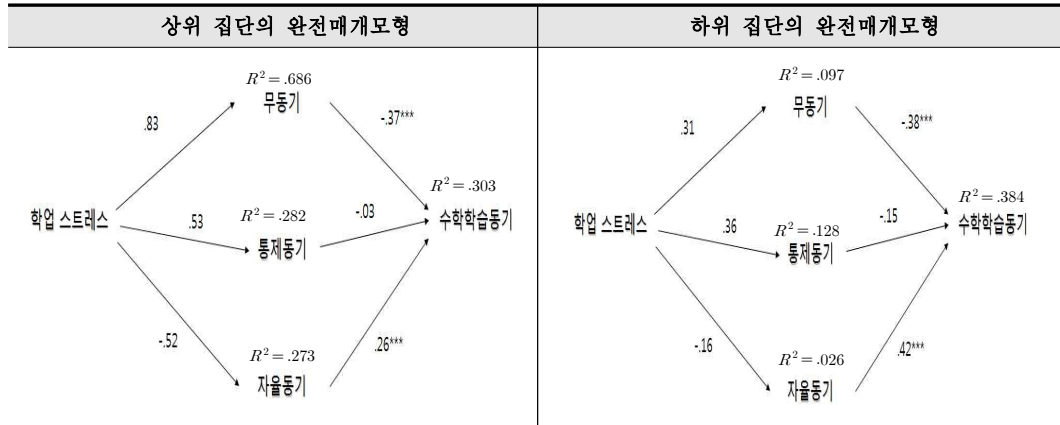 상위 집단의 완전매개모형
R² = .686
무동기
.83
-.37***
R² = .303
학업 스트레스
.53
R² = .282
통제동기
-.03
수학학습동기
-.52
.26***
R² = .273
자율동기
하위 집단의 완전매개모형
R² = .097
무동기
.31
-.38***
R² = .384
학업 스트레스
.36
R² = .128
통제동기
-.15
수학학습동기
-.16
.42***
R² = .026
자율동기